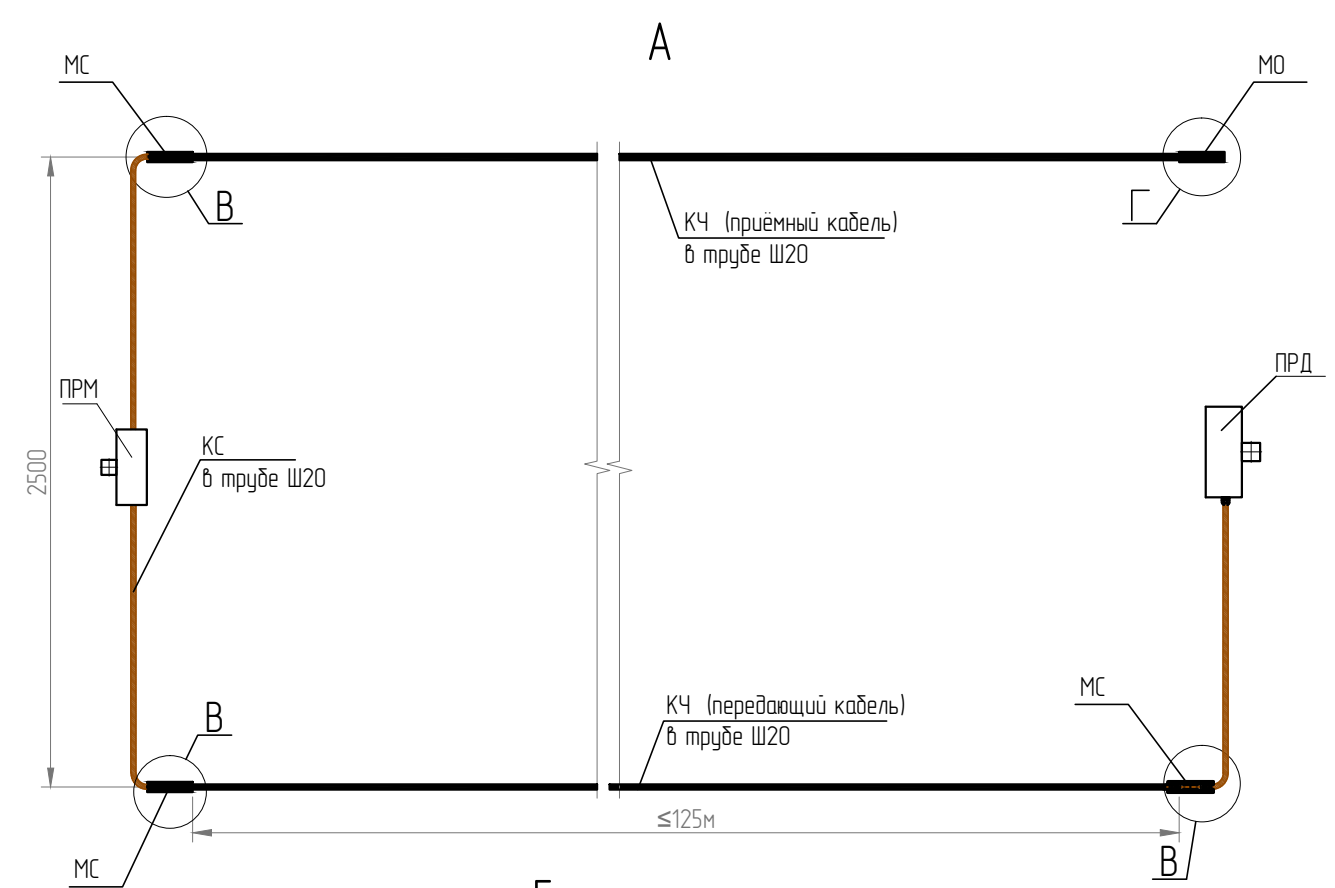 А
МС
МО
В
Г
КЧ (приёмный кабель)
в трубе Ш20
ПРД
ПРМ
КС
в трубе Ш20
2500
КЧ (передающий кабель)
в трубе Ш20
МС
В
≤125м
МС
В